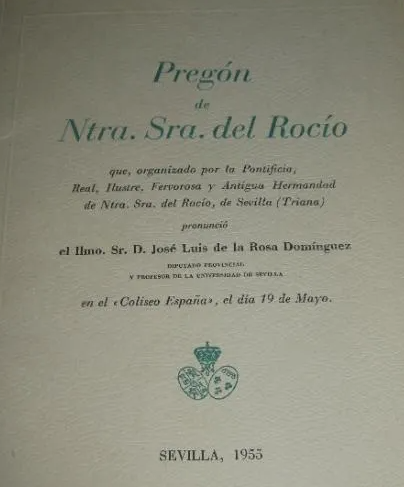 Pregón
de
Ntra. Sra. del Rocío
que, organizado por la Pontificia,
Real, Ilustre, Fervorosa y Antigua Hermandad
de Ntra. Sra. del Rocío, de Sevilla (Triana)
pronunció
el Ilmo. Sr. D. José Luis de la Rosa Domínguez
DIPUTADO PROVINCIAL
Y PROFESOR DE LA UNIVERSIDAD DE SEVILLA
en el «Coliseo España», el día 19 de Mayo.
SEVILLA, 1955